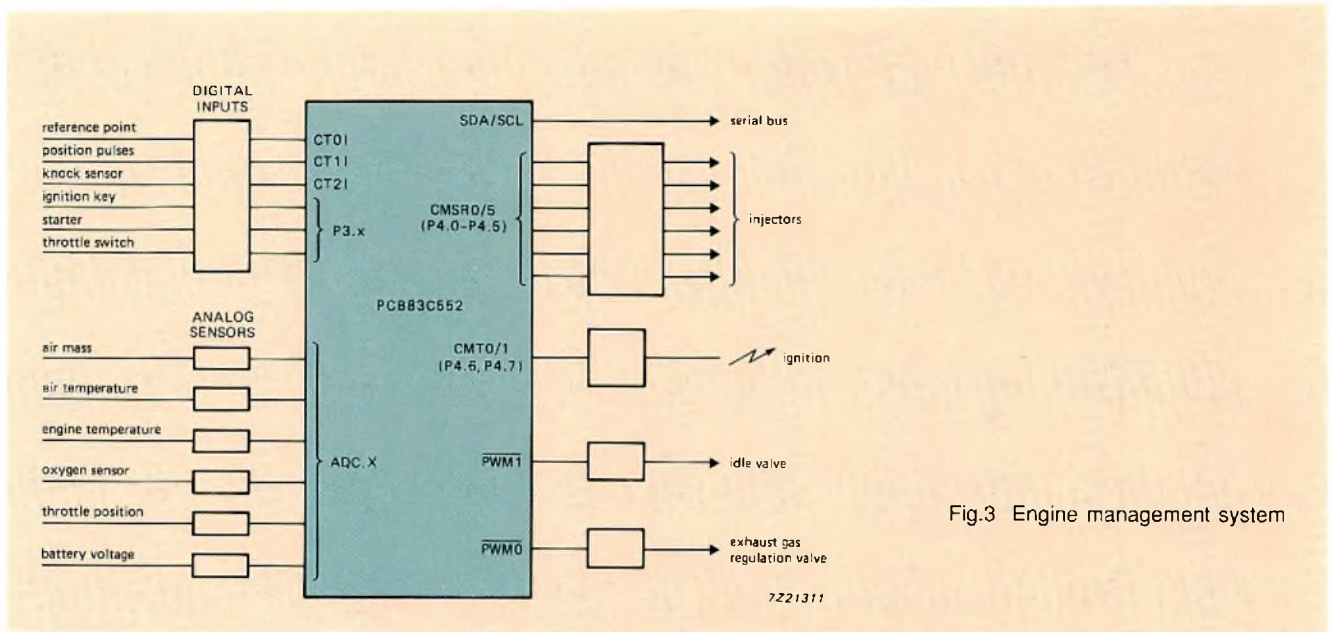 DIGITAL
INPUTS
reference point
position pulses
knock sensor
ignition key
starter
throttle switch
CT0I
CT1I
CT2I
P3.x
ANALOG
SENSORS
air mass
air temperature
engine temperature
oxygen sensor
throttle position
battery voltage
ADC.X
PCB83C552
SDA/SCL
serial bus
CMSR0/5
(P4.0-P4.5)
injectors
CMT0/1
(P4.6, P4.7)
ignition
PWM1
idle valve
PWM0
exhaust gas
regulation valve
7Z21311
Fig.3 Engine management system